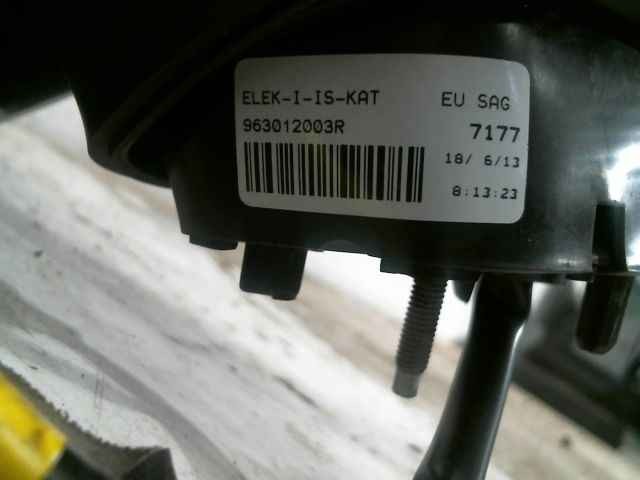 ELEK-I-IS-KAT EU SAG
963012003R 7177
18/ 6/13
8:13:23